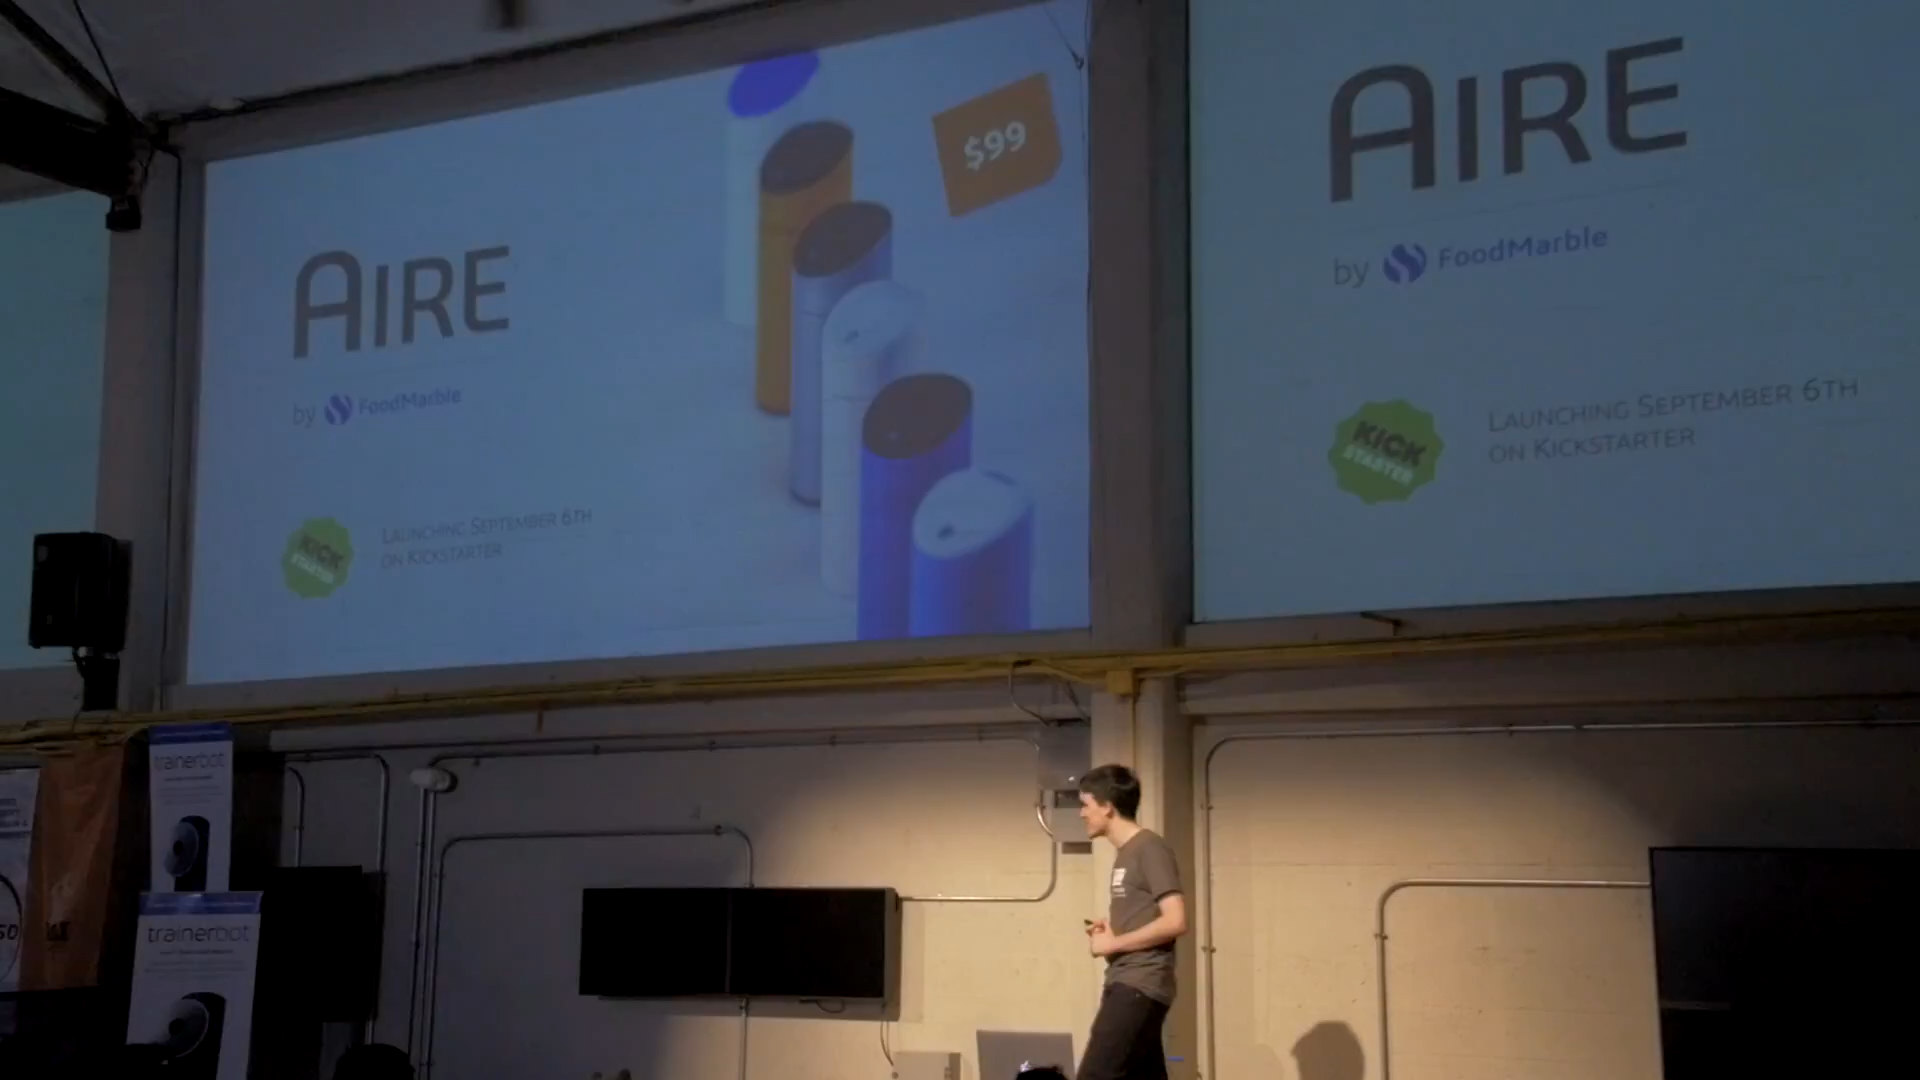 AIRE
by FoodMarble
$99
KICK
STARTER
LAUNCHING SEPTEMBER 6TH
ON KICKSTARTER
AIRE
by FoodMarble
KICK
STARTER
LAUNCHING SEPTEMBER 6TH
ON KICKSTARTER
trainerbot
trainerbot